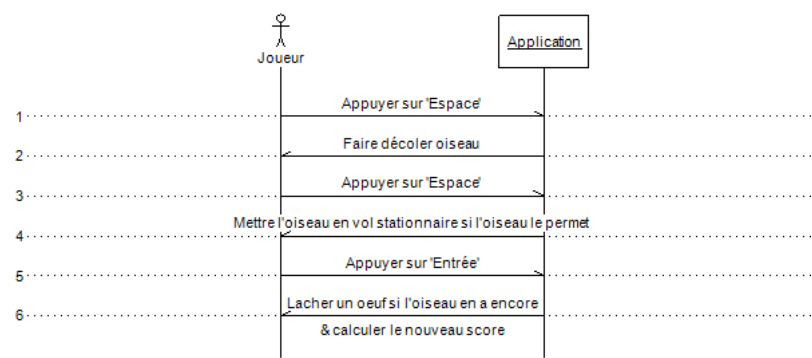 Joueur
Application
1 Appuyer sur 'Espace'
2 Faire décoler oiseau
3 Appuyer sur 'Espace'
Mettre l'oiseau en vol stationnaire si l'oiseau le permet
4
5 Appuyer sur 'Entrée'
Lacher un oeuf si l'oiseau en a encore
6
& calculer le nouveau score